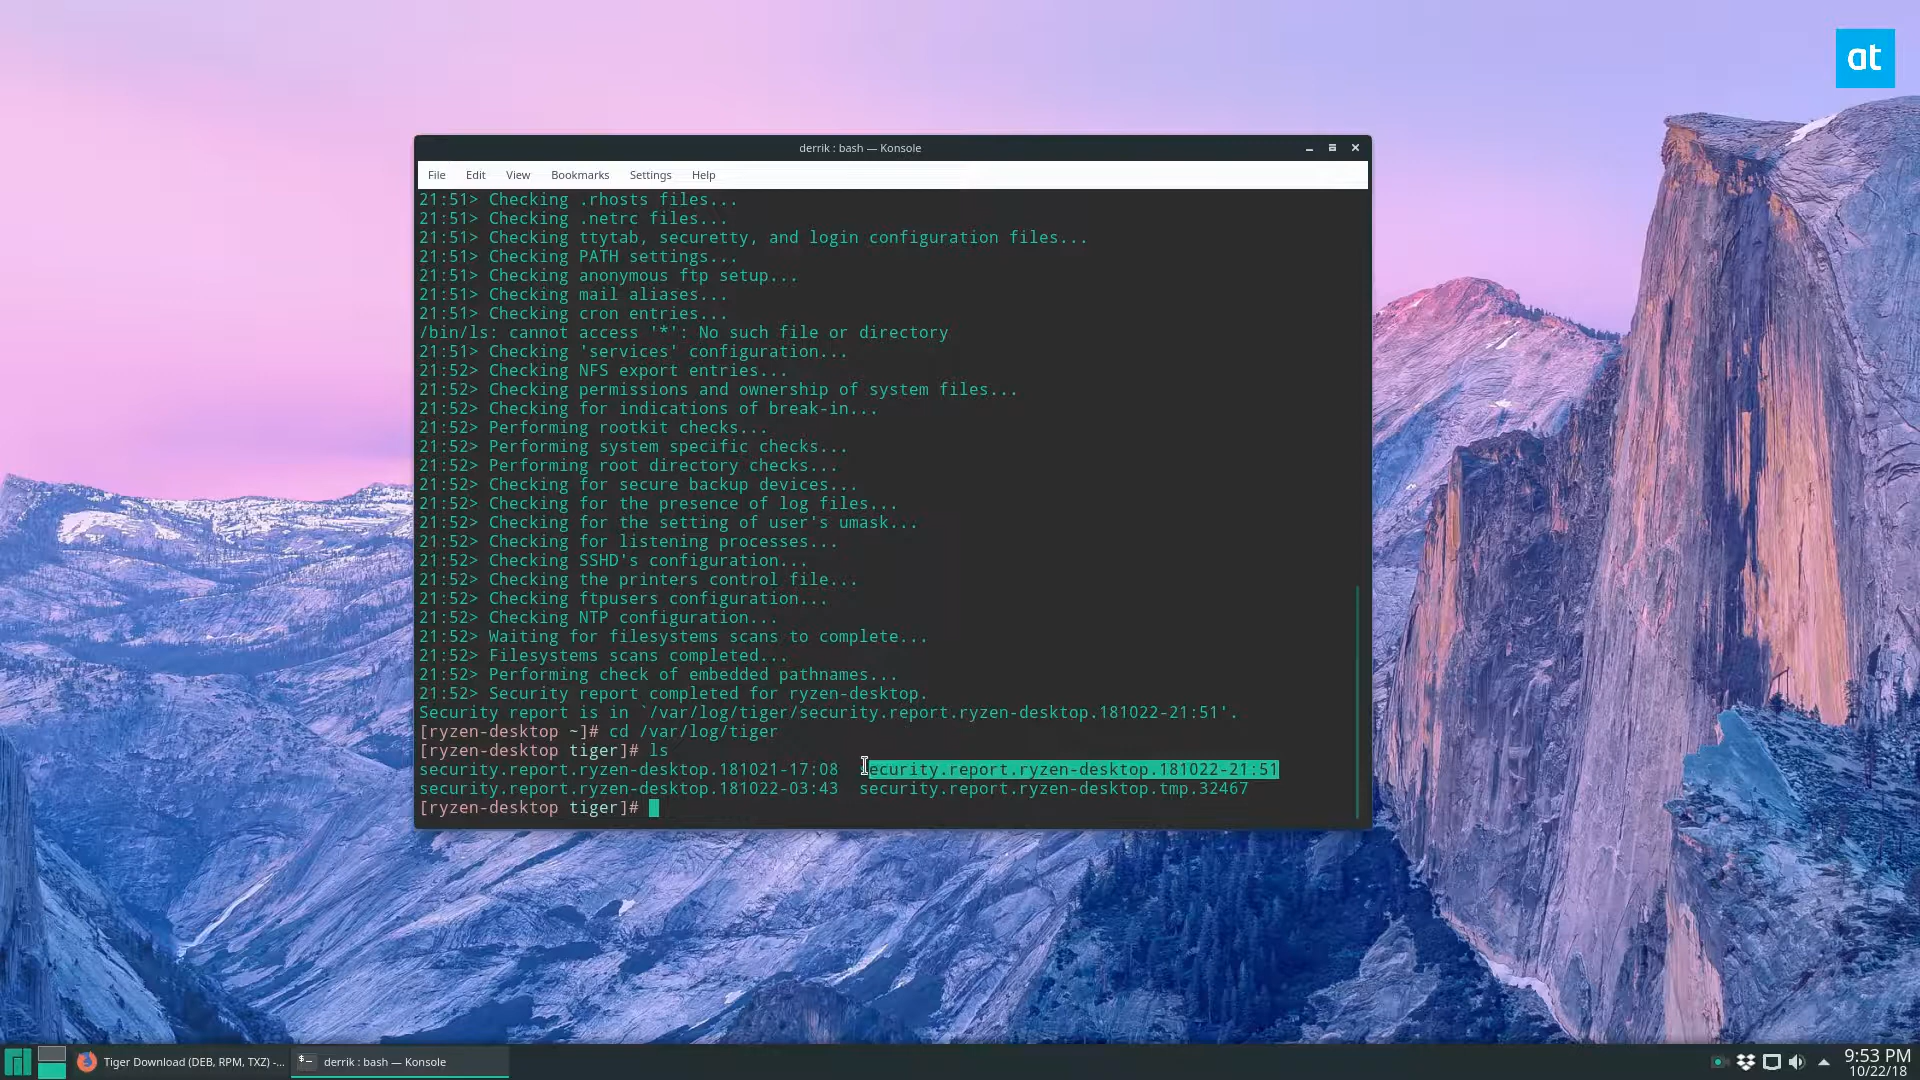 at
derrik : bash — Konsole
File Edit View Bookmarks Settings Help
21:51> Checking .rhosts files...
21:51> Checking .netrc files...
21:51> Checking ttytab, securetty, and login configuration files...
21:51> Checking PATH settings...
21:51> Checking anonymous ftp setup...
21:51> Checking mail aliases...
21:51> Checking cron entries...
/bin/ls: cannot access '*': No such file or directory
21:51> Checking 'services' configuration...
21:52> Checking NFS export entries...
21:52> Checking permissions and ownership of system files...
21:52> Checking for indications of break-in...
21:52> Performing rootkit checks...
21:52> Performing system specific checks...
21:52> Performing root directory checks...
21:52> Checking for secure backup devices...
21:52> Checking for the presence of log files...
21:52> Checking for the setting of user's umask...
21:52> Checking for listening processes...
21:52> Checking SSHD's configuration...
21:52> Checking the printers control file...
21:52> Checking ftpusers configuration...
21:52> Checking NTP configuration...
21:52> Waiting for filesystems scans to complete...
21:52> Filesystems scans completed...
21:52> Performing check of embedded pathnames...
21:52> Security report completed for ryzen-desktop.
Security report is in `/var/log/tiger/security.report.ryzen-desktop.181022-21:51'.
[ryzen-desktop ~]# cd /var/log/tiger
[ryzen-desktop tiger]# ls
security.report.ryzen-desktop.181021-17:08 security.report.ryzen-desktop.181022-21:51
security.report.ryzen-desktop.181022-03:43 security.report.ryzen-desktop.tmp.32467
[ryzen-desktop tiger]#
Tiger Download (DEB, RPM, TXZ) -... derrik : bash — Konsole 9:53 PM
10/22/18